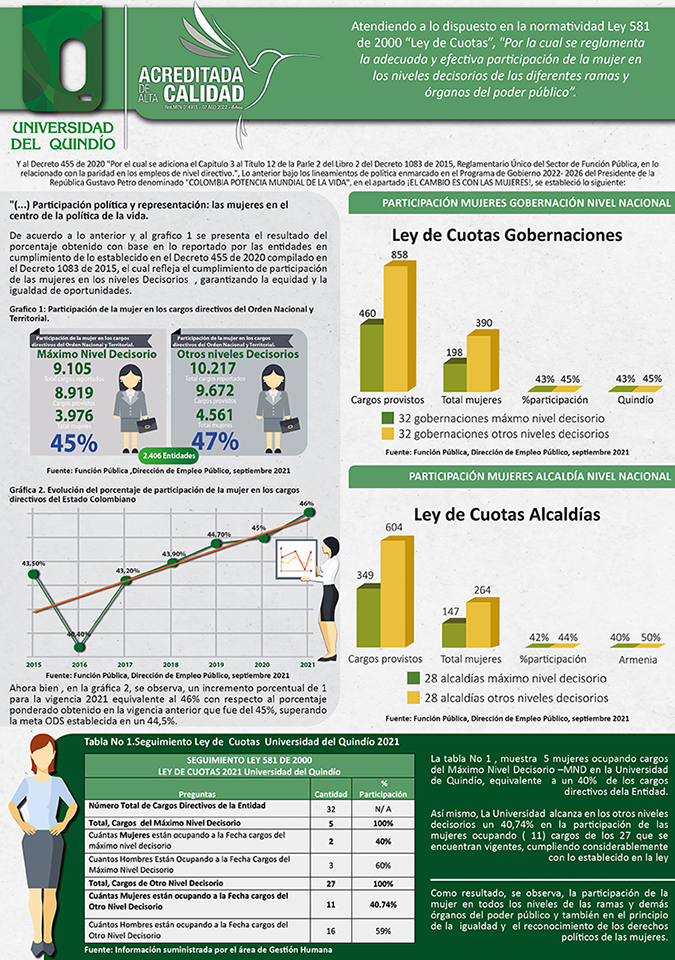 UNIVERSIDAD
DEL QUINDÍO
ACREDITADA
DE ALTA
CALIDAD
Atendiendo a lo dispuesto en la normatividad Ley 581
de 2000 “Ley de Cuotas”, "Por la cual se reglamenta
la adecuada y efectiva participación de la mujer en
los niveles decisorios de las diferentes ramas y
órganos del poder público”.
Y al Decreto 455 de 2020 "Por el cual se adiciona el Capítulo 3 al Título 12 de la Parle 2 del Libro 2 del Decreto 1083 de 2015, Reglamentario Único del Sector de Función Pública, en lo
relacionado con la paridad en los empleos de nivel directivo.", Lo anterior bajo los lineamientos de política enmarcado en el Programa de Gobierno 2022- 2026 del Presidente de la
República Gustavo Petro denominado "COLOMBIA POTENCIA MUNDIAL DE LA VIDA", en el apartado ¡EL CAMBIO ES CON LAS MUJERES!, se estableció lo siguiente:
"(...) Participación política y representación: las mujeres en el
centro de la política de la vida.
De acuerdo a lo anterior y al grafico 1 se presenta el resultado del
porcentaje obtenido con base en lo reportado por las entidades en
cumplimiento de lo establecido en el Decreto 455 de 2020 compilado en
el Decreto 1083 de 2015, el cual refleja el cumplimiento de participación
de las mujeres en los niveles Decisorios , garantizando la equidad y la
igualdad de oportunidades.
Grafico 1: Participación de la mujer en los cargos directivos del Orden Nacional y
Territorial.
Participación de la mujer en los cargos
directivos del Orden Nacional y Territorial.
Máximo Nivel Decisorio
9.105
Total cargos reportados
8.919
Cargos provistos
3.976
Total mujeres
45%
Participación de la mujer en los cargos
directivos del Orden Nacional y Territorial.
Otros niveles Decisorios
10.217
Total cargos reportados
9.672
Cargos provistos
4.561
Total mujeres
47%
2.406 Entidades
Fuente: Función Pública ,Dirección de Empleo Público, septiembre 2021
Gráfica 2. Evolución del porcentaje de participación de la mujer en los cargos
directivos del Estado Colombiano
43,50%
40,40%
43,20%
43,90%
44,70%
45%
46%
2015 2016 2017 2018 2019 2020 2021
Fuente: Función Pública, Dirección de Empleo Público, septiembre 2021
Ahora bien , en la gráfica 2, se observa, un incremento porcentual de 1
para la vigencia 2021 equivalente al 46% con respecto al porcentaje
ponderado obtenido en la vigencia anterior que fue del 45%, superando
la meta ODS establecida en un 44,5%.
PARTICIPACIÓN MUJERES GOBERNACIÓN NIVEL NACIONAL
Ley de Cuotas Gobernaciones
460 858
198 390
43% 45%
43% 45%
Cargos provistos Total mujeres %participación Quindío
32 gobernaciones máxmo nivel decisorio
32 gobernaciones otros niveles decisorios
Fuente: Función Pública, Dirección de Empleo Público, septiembre 2021
PARTICIPACIÓN MUJERES ALCALDÍA NIVEL NACIONAL
Ley de Cuotas Alcaldías
349 604
147 264
42% 44%
40% 50%
Cargos provistos Total mujeres %participación Armenia
28 alcaldías máximo nivel decisorio
28 alcaldías otros niveles decisorios
Fuente: Función Pública, Dirección de Empleo Público, septiembre 2021
Tabla No 1.Seguimiento Ley de Cuotas Universidad del Quindío 2021
SEGUIMIENTO LEY 581 DE 2000
LEY DE CUOTAS 2021 Universidad del Quindío
Preguntas Cantidad % Participación
Número Total de Cargos Directivos de la Entidad 32 N/ A
Total, Cargos del Máximo Nivel Decisorio 5 100%
Cuántas Mujeres están ocupando a la Fecha cargos del
máximo nivel decisorio 2 40%
Cuantos Hombres Están Ocupando a la Fecha cargos del
Máximo Nivel Decisorio 3 60%
Total, Cargos de Otro Nivel Decisorio 27 100%
Cuántas Mujeres están ocupando a la Fecha cargos del
Otro Nivel Decisorio 11 40.74%
Cuántos Hombres están ocupando a la Fecha cargos del
Otro Nivel Decisorio 16 59%
Fuente: Información suministrada por el área de Gestión Humana
La tabla No 1 , muestra 5 mujeres ocupando cargos
del Máximo Nivel Decisorio –MND en la Universidad
de Quindío, equivalente a un 40% de los cargos
directivos dela Entidad.
Así mismo, La Universidad alcanza en los otros niveles
decisorios un 40,74% en la participación de las
mujeres ocupando ( 11) cargos de los 27 que se
encuentran vigentes, cumpliendo considerablemente
con lo establecido en la ley
Como resultado, se observa, la participación de la
mujer en todos los niveles de las ramas y demás
órganos del poder público y también en el principio
de la igualdad y el reconocimiento de los derechos
políticos de las mujeres.